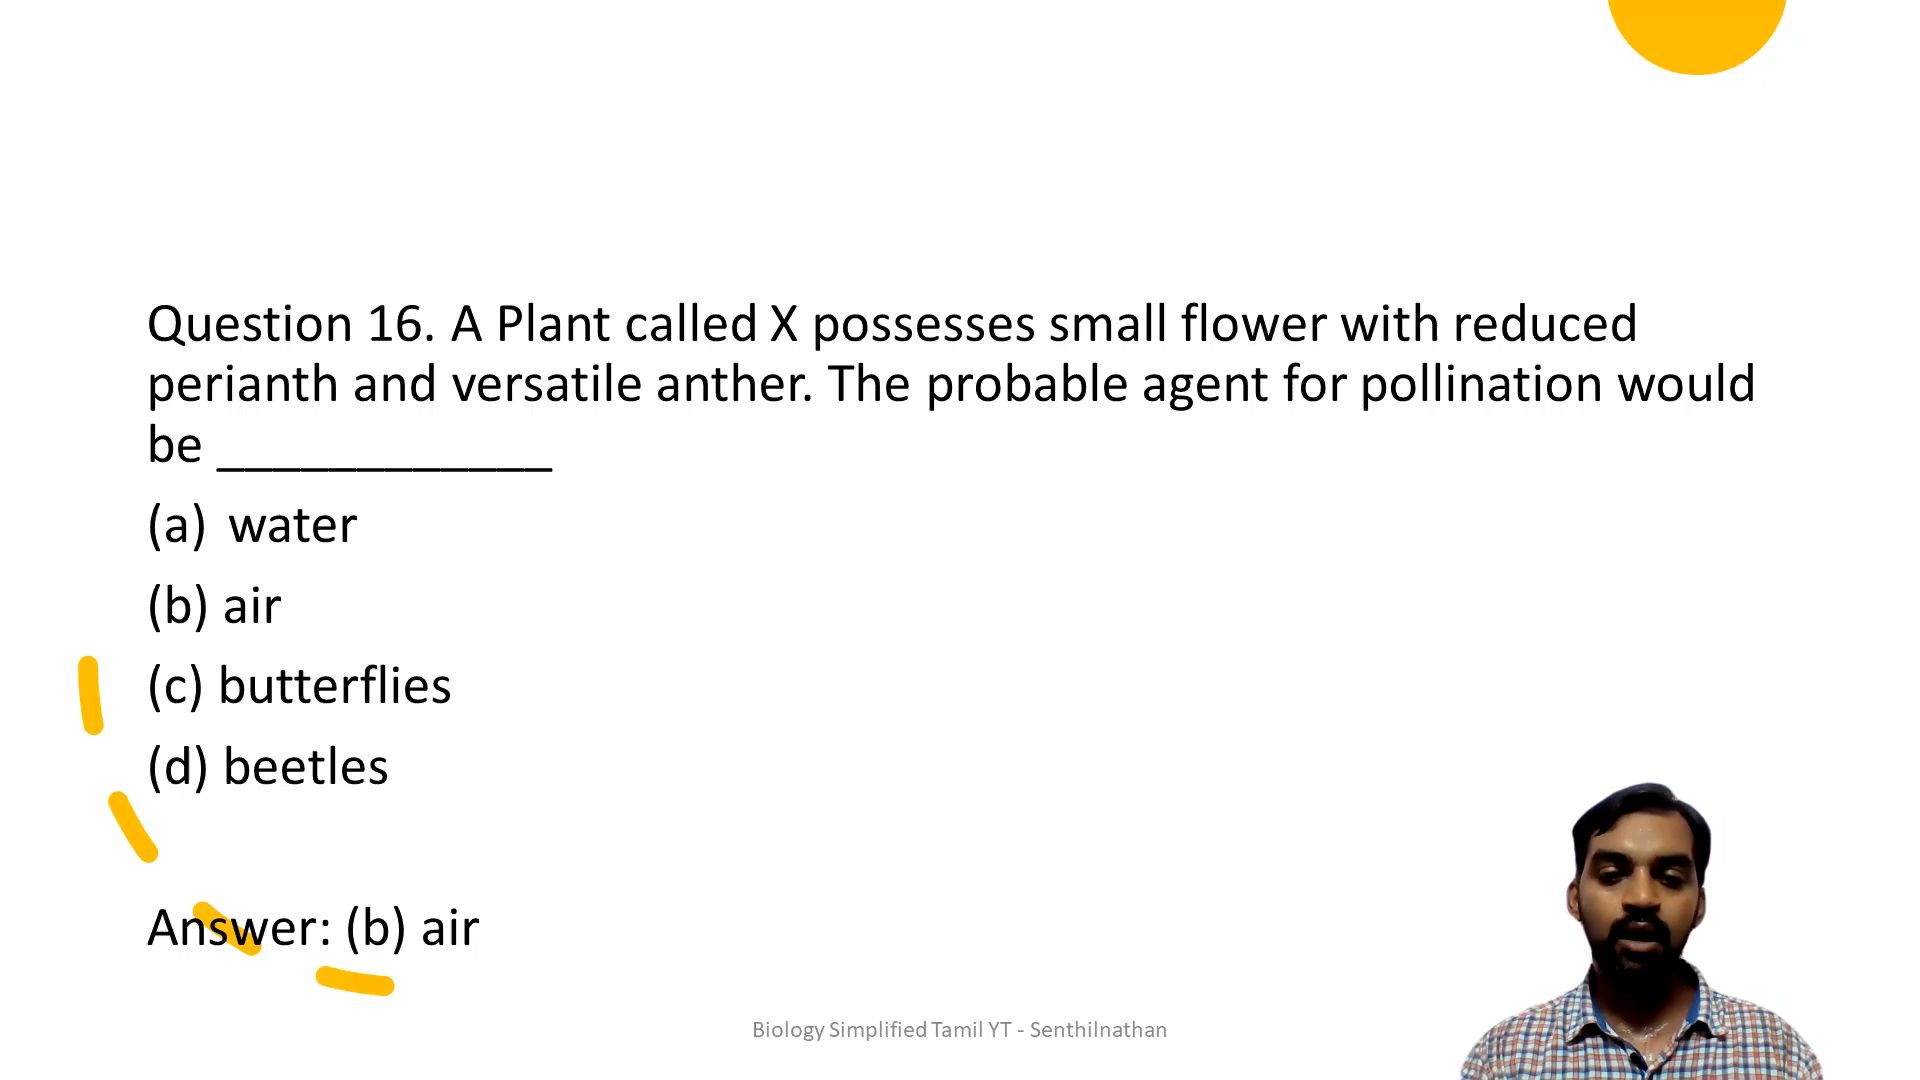 Question 16. A Plant called X possesses small flower with reduced
perianth and versatile anther. The probable agent for pollination would
be _____________
(a) water
(b) air
(c) butterflies
(d) beetles
Answer: (b) air
Biology Simplified Tamil YT - Senthilnathan